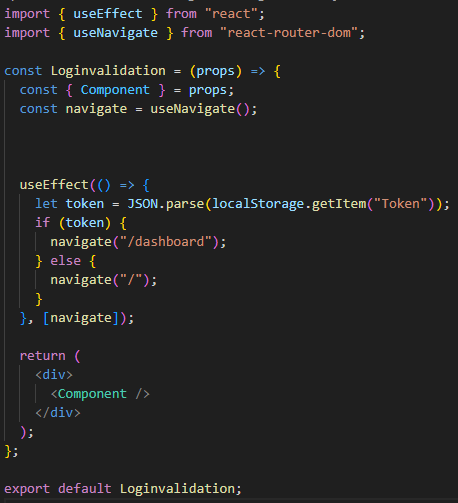 import { useEffect } from "react";
import { useNavigate } from "react-router-dom";
const Loginvalidation = (props) => {
const { Component } = props;
const navigate = useNavigate();
useEffect(() => {
let token = JSON.parse(localStorage.getItem("Token"));
if (token) {
navigate("/dashboard");
} else {
navigate("/");
}
}, [navigate]);
return (
<div>
<Component />
</div>
);
};
export default Loginvalidation;